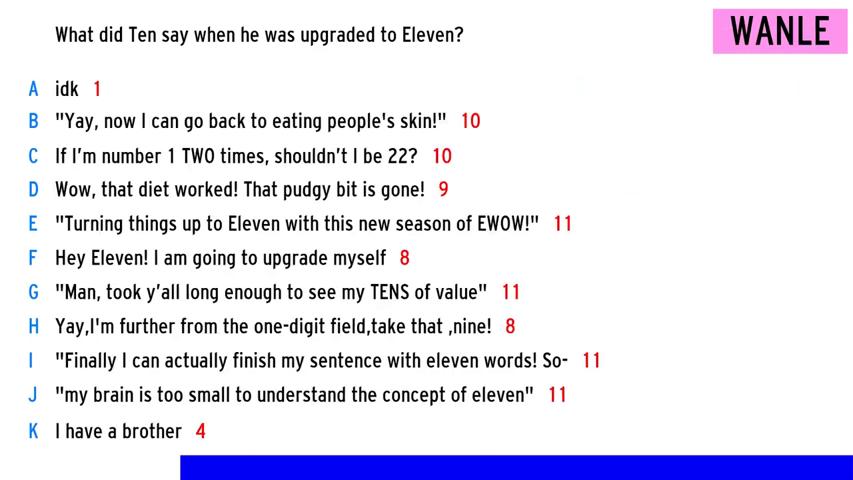 What did Ten say when he was upgraded to Eleven?
WANLE
A idk 1
B "Yay, now I can go back to eating people's skin!" 10
C If I'm number 1 TWO times, shouldn't I be 22? 10
D Wow, that diet worked! That pudgy bit is gone! 9
E "Turning things up to Eleven with this new season of EWOW!" 11
F Hey Eleven! I am going to upgrade myself 8
G "Man, took y'all long enough to see my TENS of value" 11
H Yay,I'm further from the one-digit field,take that ,nine! 8
I "Finally I can actually finish my sentence with eleven words! So- 11
J "my brain is too small to understand the concept of eleven" 11
K I have a brother 4